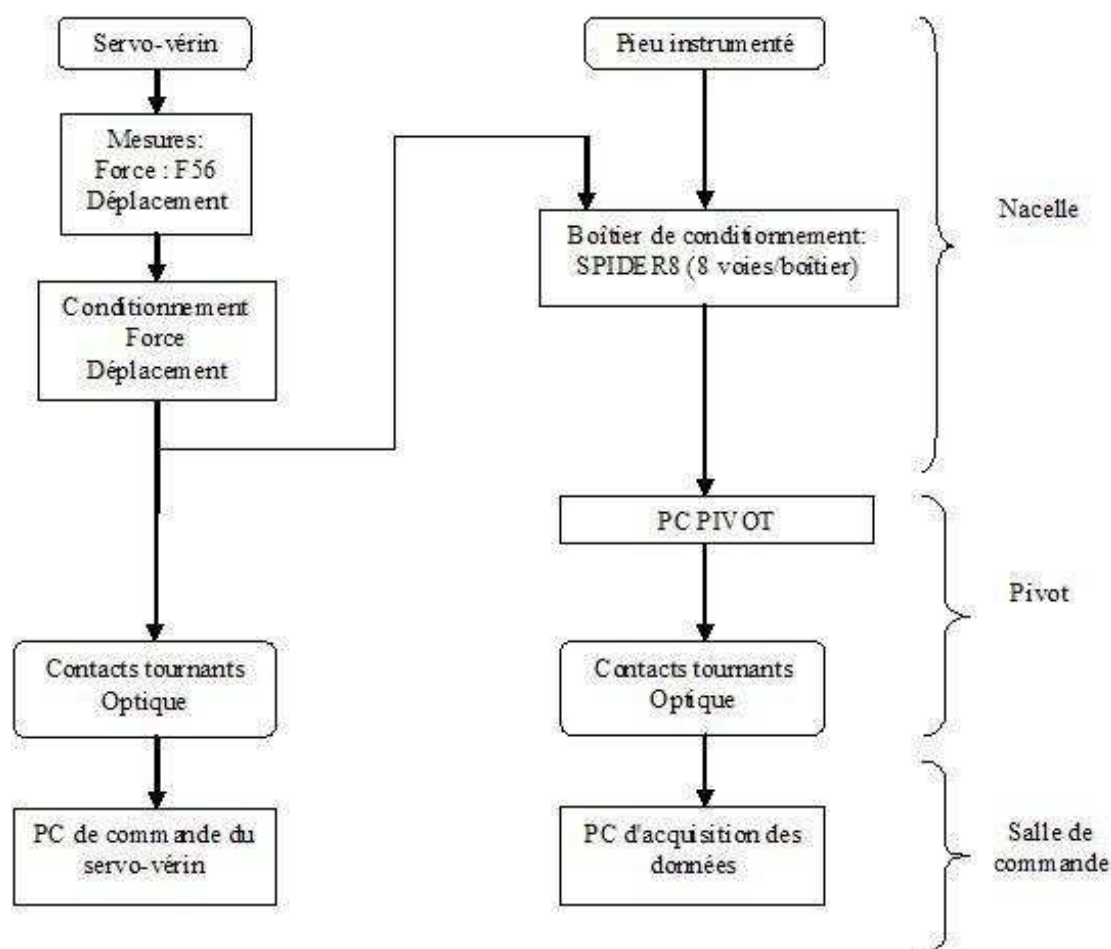 Servo-vérin
Pieu instrumenté
Mesures:
Force : F56
Déplacement
Nacelle
Boîtier de conditionnement:
SPIDER8 (8 voies/boîtier)
Conditionnement
Force
Déplacement
PC PIVOT
Pivot
Contacts tournants
Optique
Contacts tournants
Optique
PC de commande du
servo-vérin
PC d'acquisition des
données
Salle de
commande